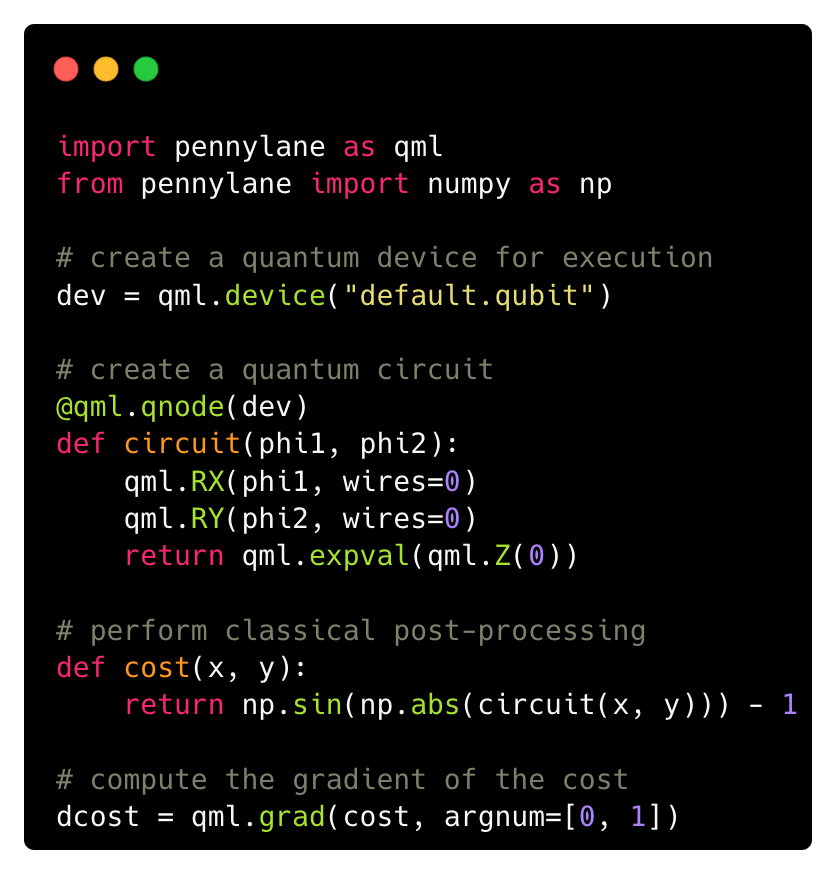 import pennylane as qml
from pennylane import numpy as np

# create a quantum device for execution
dev = qml.device("default.qubit")

# create a quantum circuit
@qml.qnode(dev)
def circuit(phi1, phi2):
    qml.RX(phi1, wires=0)
    qml.RY(phi2, wires=0)
    return qml.expval(qml.Z(0))

# perform classical post-processing
def cost(x, y):
    return np.sin(np.abs(circuit(x, y))) - 1

# compute the gradient of the cost
dcost = qml.grad(cost, argnum=[0, 1])